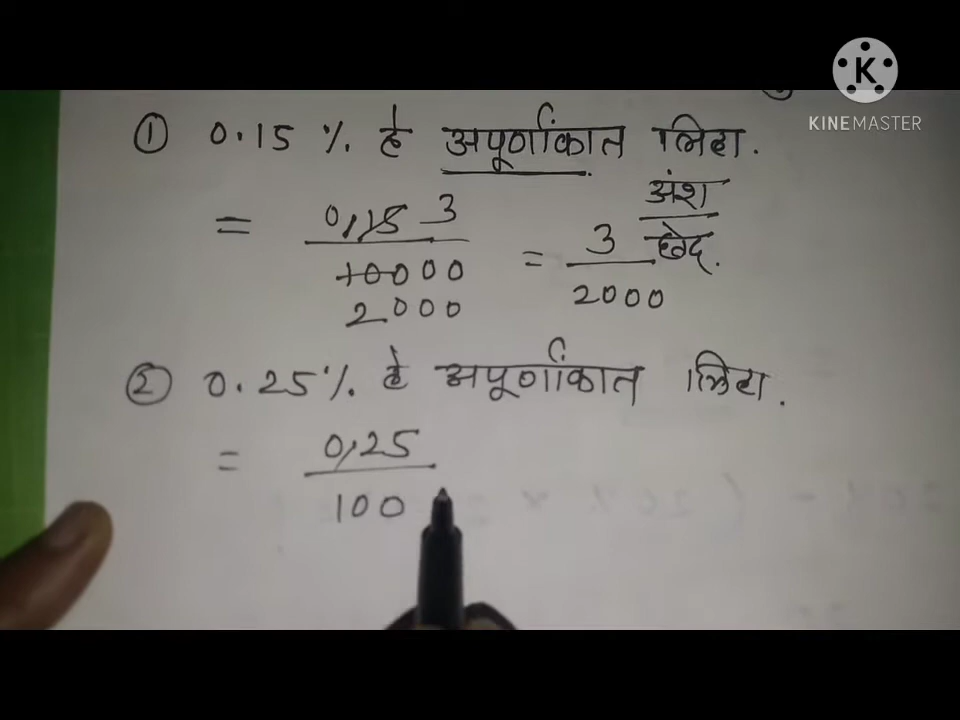 KINEMASTER
① 0.15 % हे अपूर्णांकात लिहा.
= 0.15 3 / 10000 2000 = 3 / 2000 अंश / छेद.
② 0.25 % हे अपूर्णांकात लिहा.
= 0.25 / 100